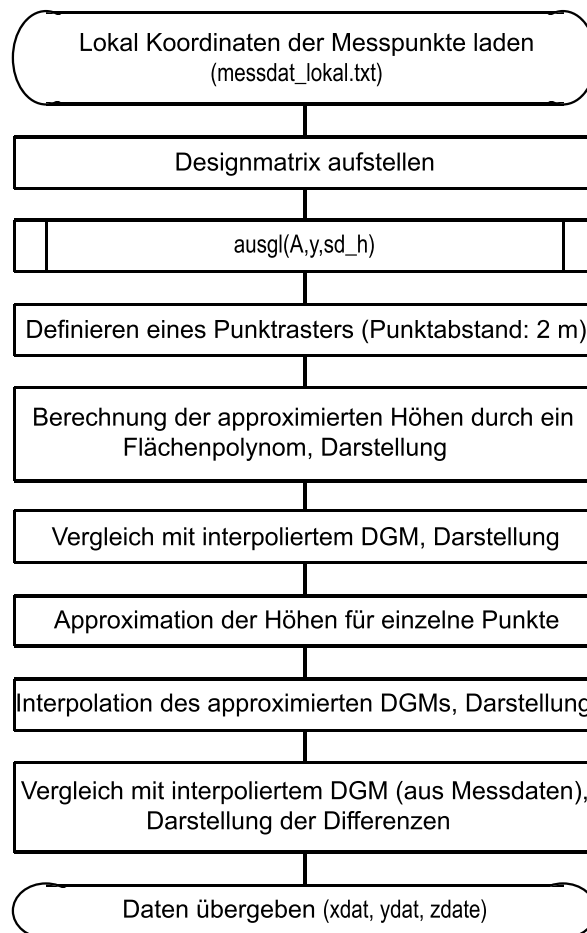 Lokal Koordinaten der Messpunkte laden
(messdat_lokal.txt)
Designmatrix aufstellen
ausgl(A,y,sd_h)
Definieren eines Punktrasters (Punktabstand: 2 m)
Berechnung der approximierten Höhen durch ein
Flächenpolynom, Darstellung
Vergleich mit interpoliertem DGM, Darstellung
Approximation der Höhen für einzelne Punkte
Interpolation des approximierten DGMs, Darstellung
Vergleich mit interpoliertem DGM (aus Messdaten),
Darstellung der Differenzen
Daten übergeben (xdat, ydat, zdate)